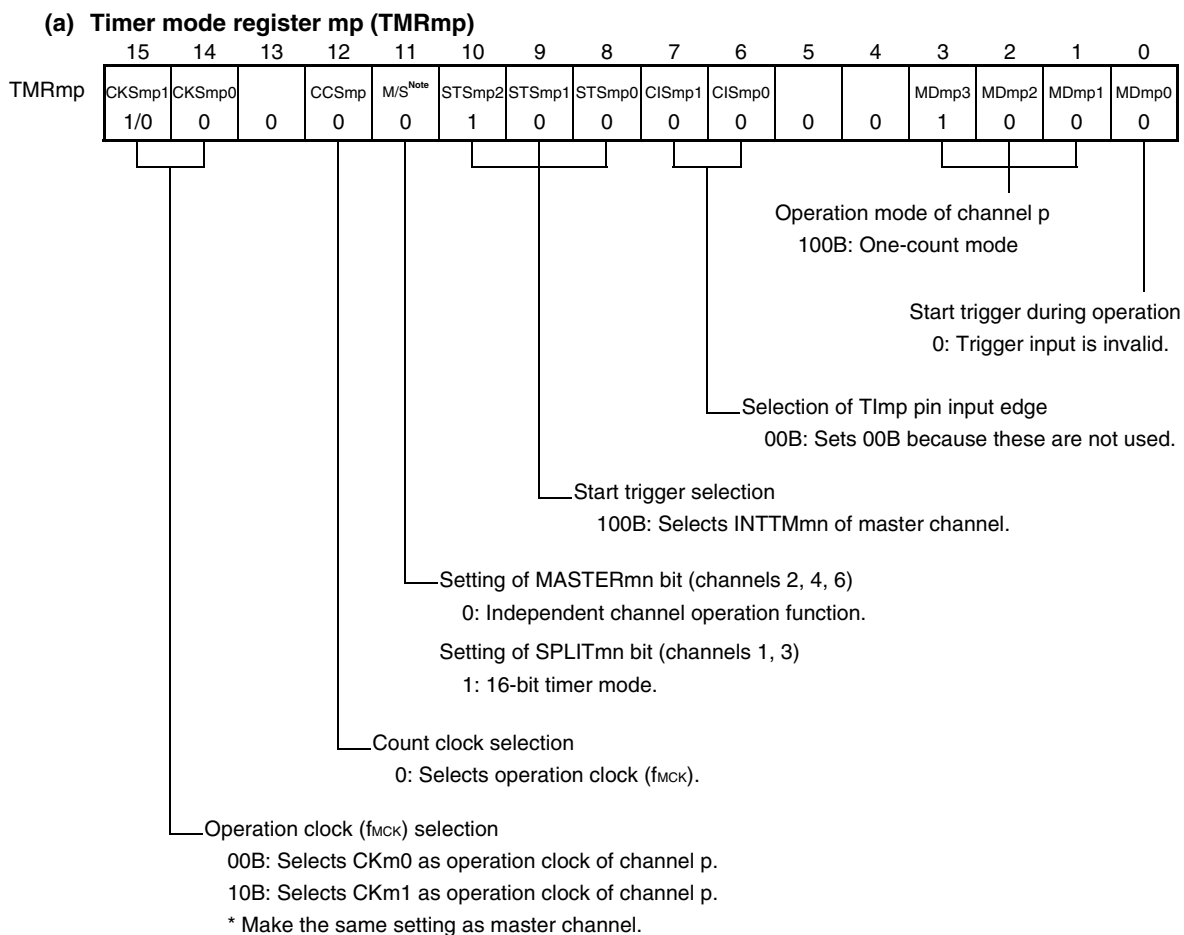 (a) Timer mode register mp (TMRmp)
15 14 13 12 11 10 9 8 7 6 5 4 3 2 1 0
TMRmp CKSmp1 CKSmp0 CCSmp M/SNote STSmp2 STSmp1 STSmp0 CISmp1 CISmp0 MDmp3 MDmp2 MDmp1 MDmp0
1/0 0 0 0 0 1 0 0 0 0 0 0 1 0 0 0
Operation mode of channel p
100B: One-count mode
Start trigger during operation
0: Trigger input is invalid.
Selection of TImp pin input edge
00B: Sets 00B because these are not used.
Start trigger selection
100B: Selects INTTMmn of master channel.
Setting of MASTERmn bit (channels 2, 4, 6)
0: Independent channel operation function.
Setting of SPLITmn bit (channels 1, 3)
1: 16-bit timer mode.
Count clock selection
0: Selects operation clock (fMCK).
Operation clock (fMCK) selection
00B: Selects CKm0 as operation clock of channel p.
10B: Selects CKm1 as operation clock of channel p.
* Make the same setting as master channel.